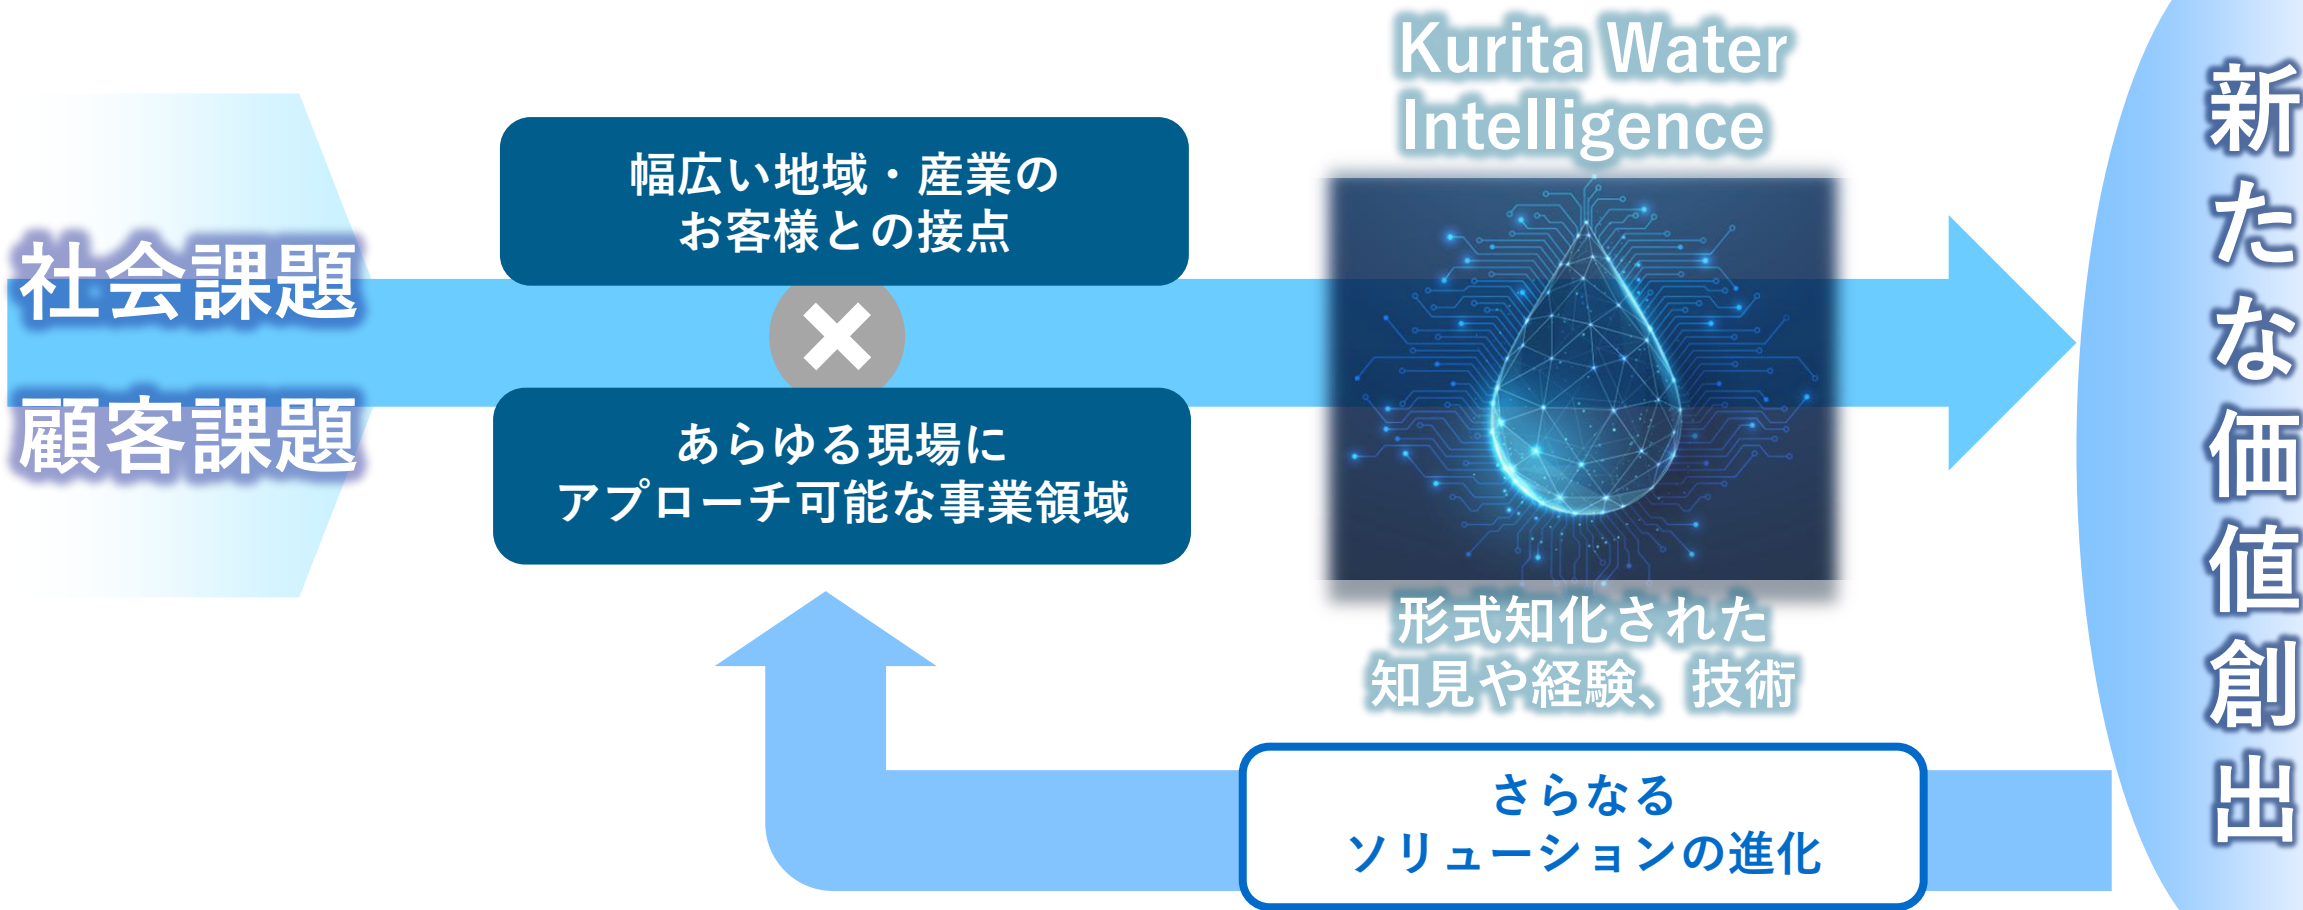 社会課題
顧客課題
幅広い地域・産業の
お客様との接点
あらゆる現場に
アプローチ可能な事業領域
Kurita Water
Intelligence
形式知化された
知見や経験、技術
さらなる
ソリューションの進化
新たな価値創出